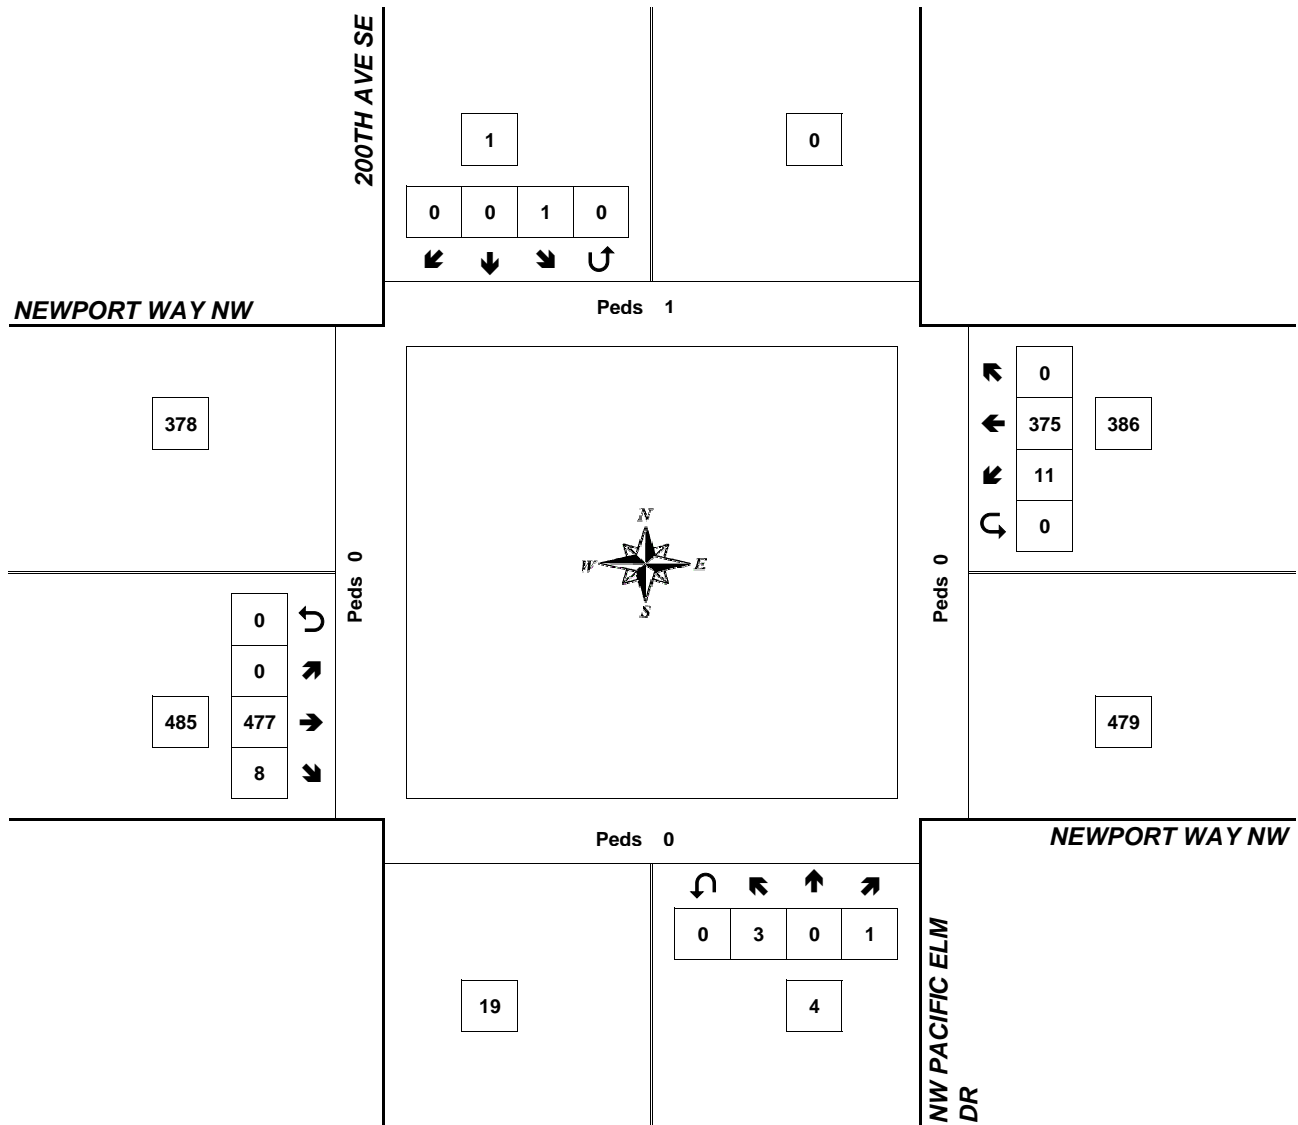 200TH AVE SE
1
0
0 0 1 0
NEWPORT WAY NW
Peds 1
0
378
375 386
11
N
0
Peds 0
W E
Peds 0
S
0
0
485 477
479
8
Peds 0
NEWPORT WAY NW
0 3 0 1
19
4
NW PACIFIC ELM
DR